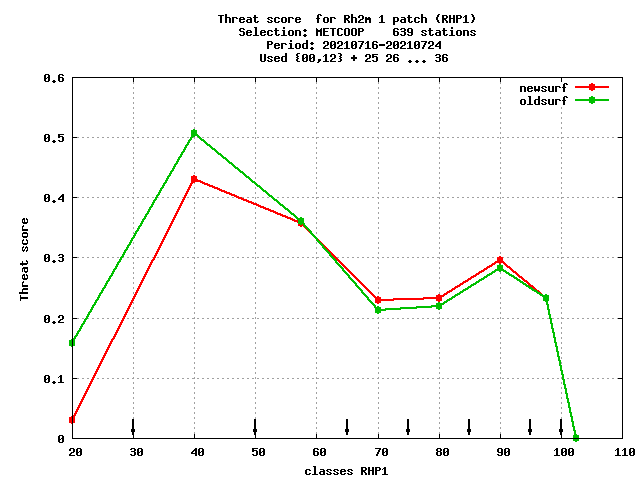 Threat score  for Rh2m 1 patch (RHP1)
Selection: METCOOP    639 stations
Period: 20210716-20210724
Used {00,12} + 25 26 ... 36
newsurf
oldsurf
0.6
0.5
0.4
0.3
0.2
0.1
0
Threat score
20 30 40 50 60 70 80 90 100 110
classes RHP1